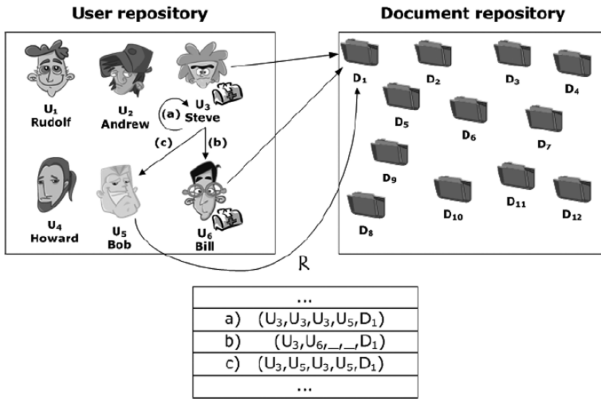 User repository
Document repository
U1
Rudolf
U2
Andrew
U3
Steve
(a)
(c)
(b)
U4
Howard
U5
Bob
U6
Bill
D1
D2
D3
D4
D5
D6
D7
D9
D8
D10
D11
D12
R
...
a) (U3,U3,U3,U5,D1)
b) (U3,U6,_,_,D1)
c) (U3,U5,U3,U5,D1)
...